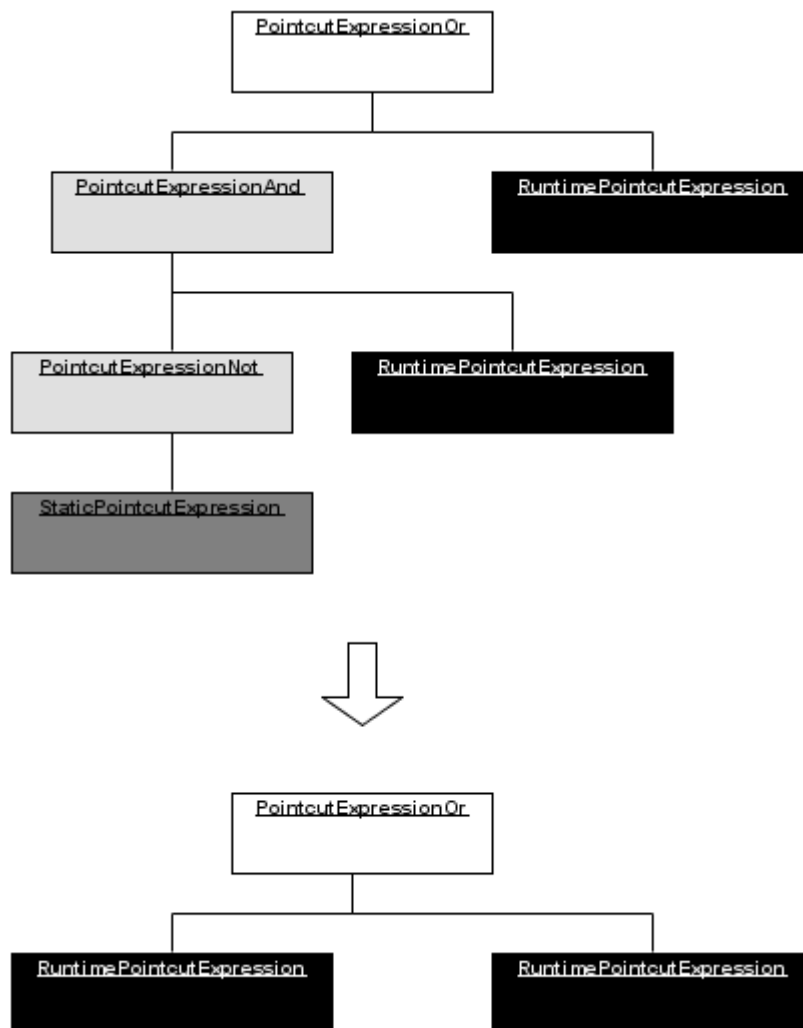 PointcutExpressionOr
PointcutExpressionAnd
RuntimePointcutExpression
PointcutExpressionNot
RuntimePointcutExpression
StaticPointcutExpression
PointcutExpressionOr
RuntimePointcutExpression
RuntimePointcutExpression